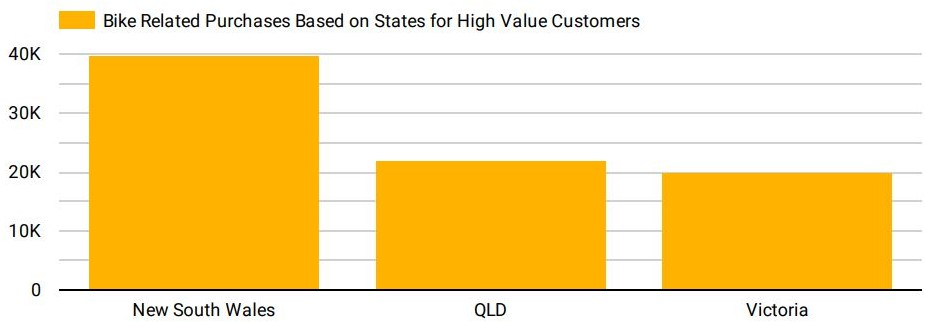 Bike Related Purchases Based on States for High Value Customers
40K
30K
20K
10K
0
New South Wales
QLD
Victoria